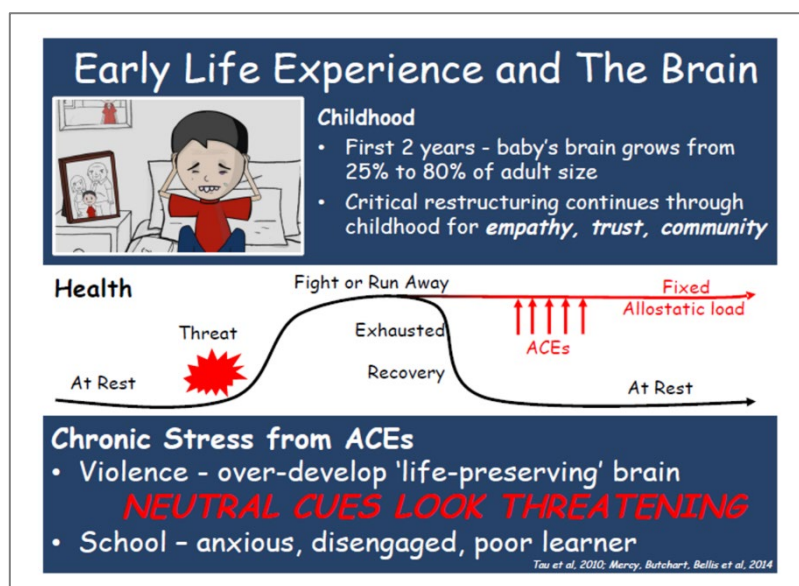 Early Life Experience and The Brain
Childhood
• First 2 years - baby's brain grows from
25% to 80% of adult size
• Critical restructuring continues through
childhood for empathy, trust, community
Health
Fight or Run Away
Fixed
Allostatic load
Threat
Exhausted
ACEs
Recovery
At Rest
At Rest
Chronic Stress from ACEs
• Violence - over-develop 'life-preserving' brain
NEUTRAL CUES LOOK THREATENING
• School – anxious, disengaged, poor learner
Tau et al, 2010; Mercy, Butchart, Bellis et al, 2014